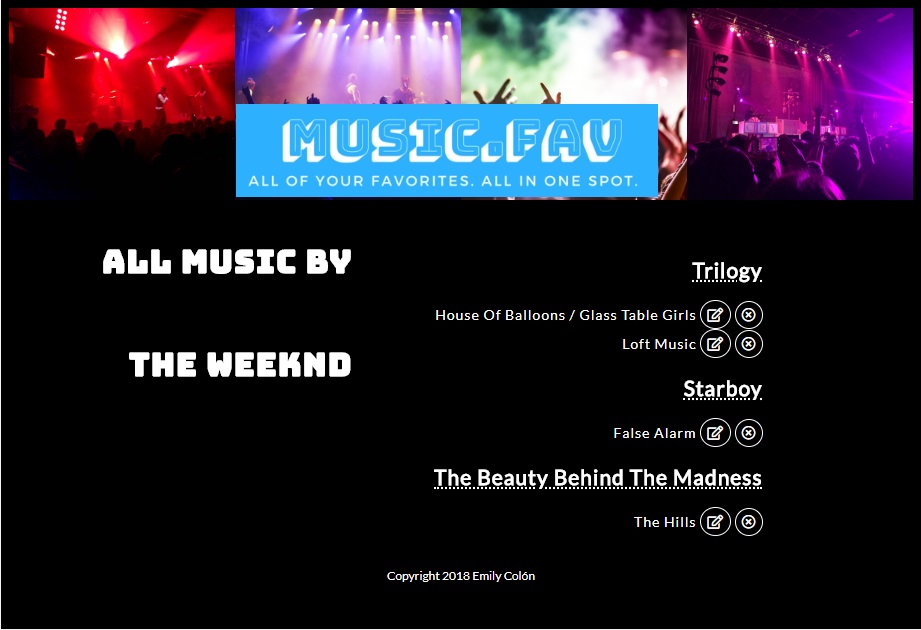 MUSIC.FAV
ALL OF YOUR FAVORITES. ALL IN ONE SPOT.
ALL MUSIC BY
THE WEEKND
Trilogy
House Of Balloons / Glass Table Girls
Loft Music
Starboy
False Alarm
The Beauty Behind The Madness
The Hills
Copyright 2018 Emily Colón